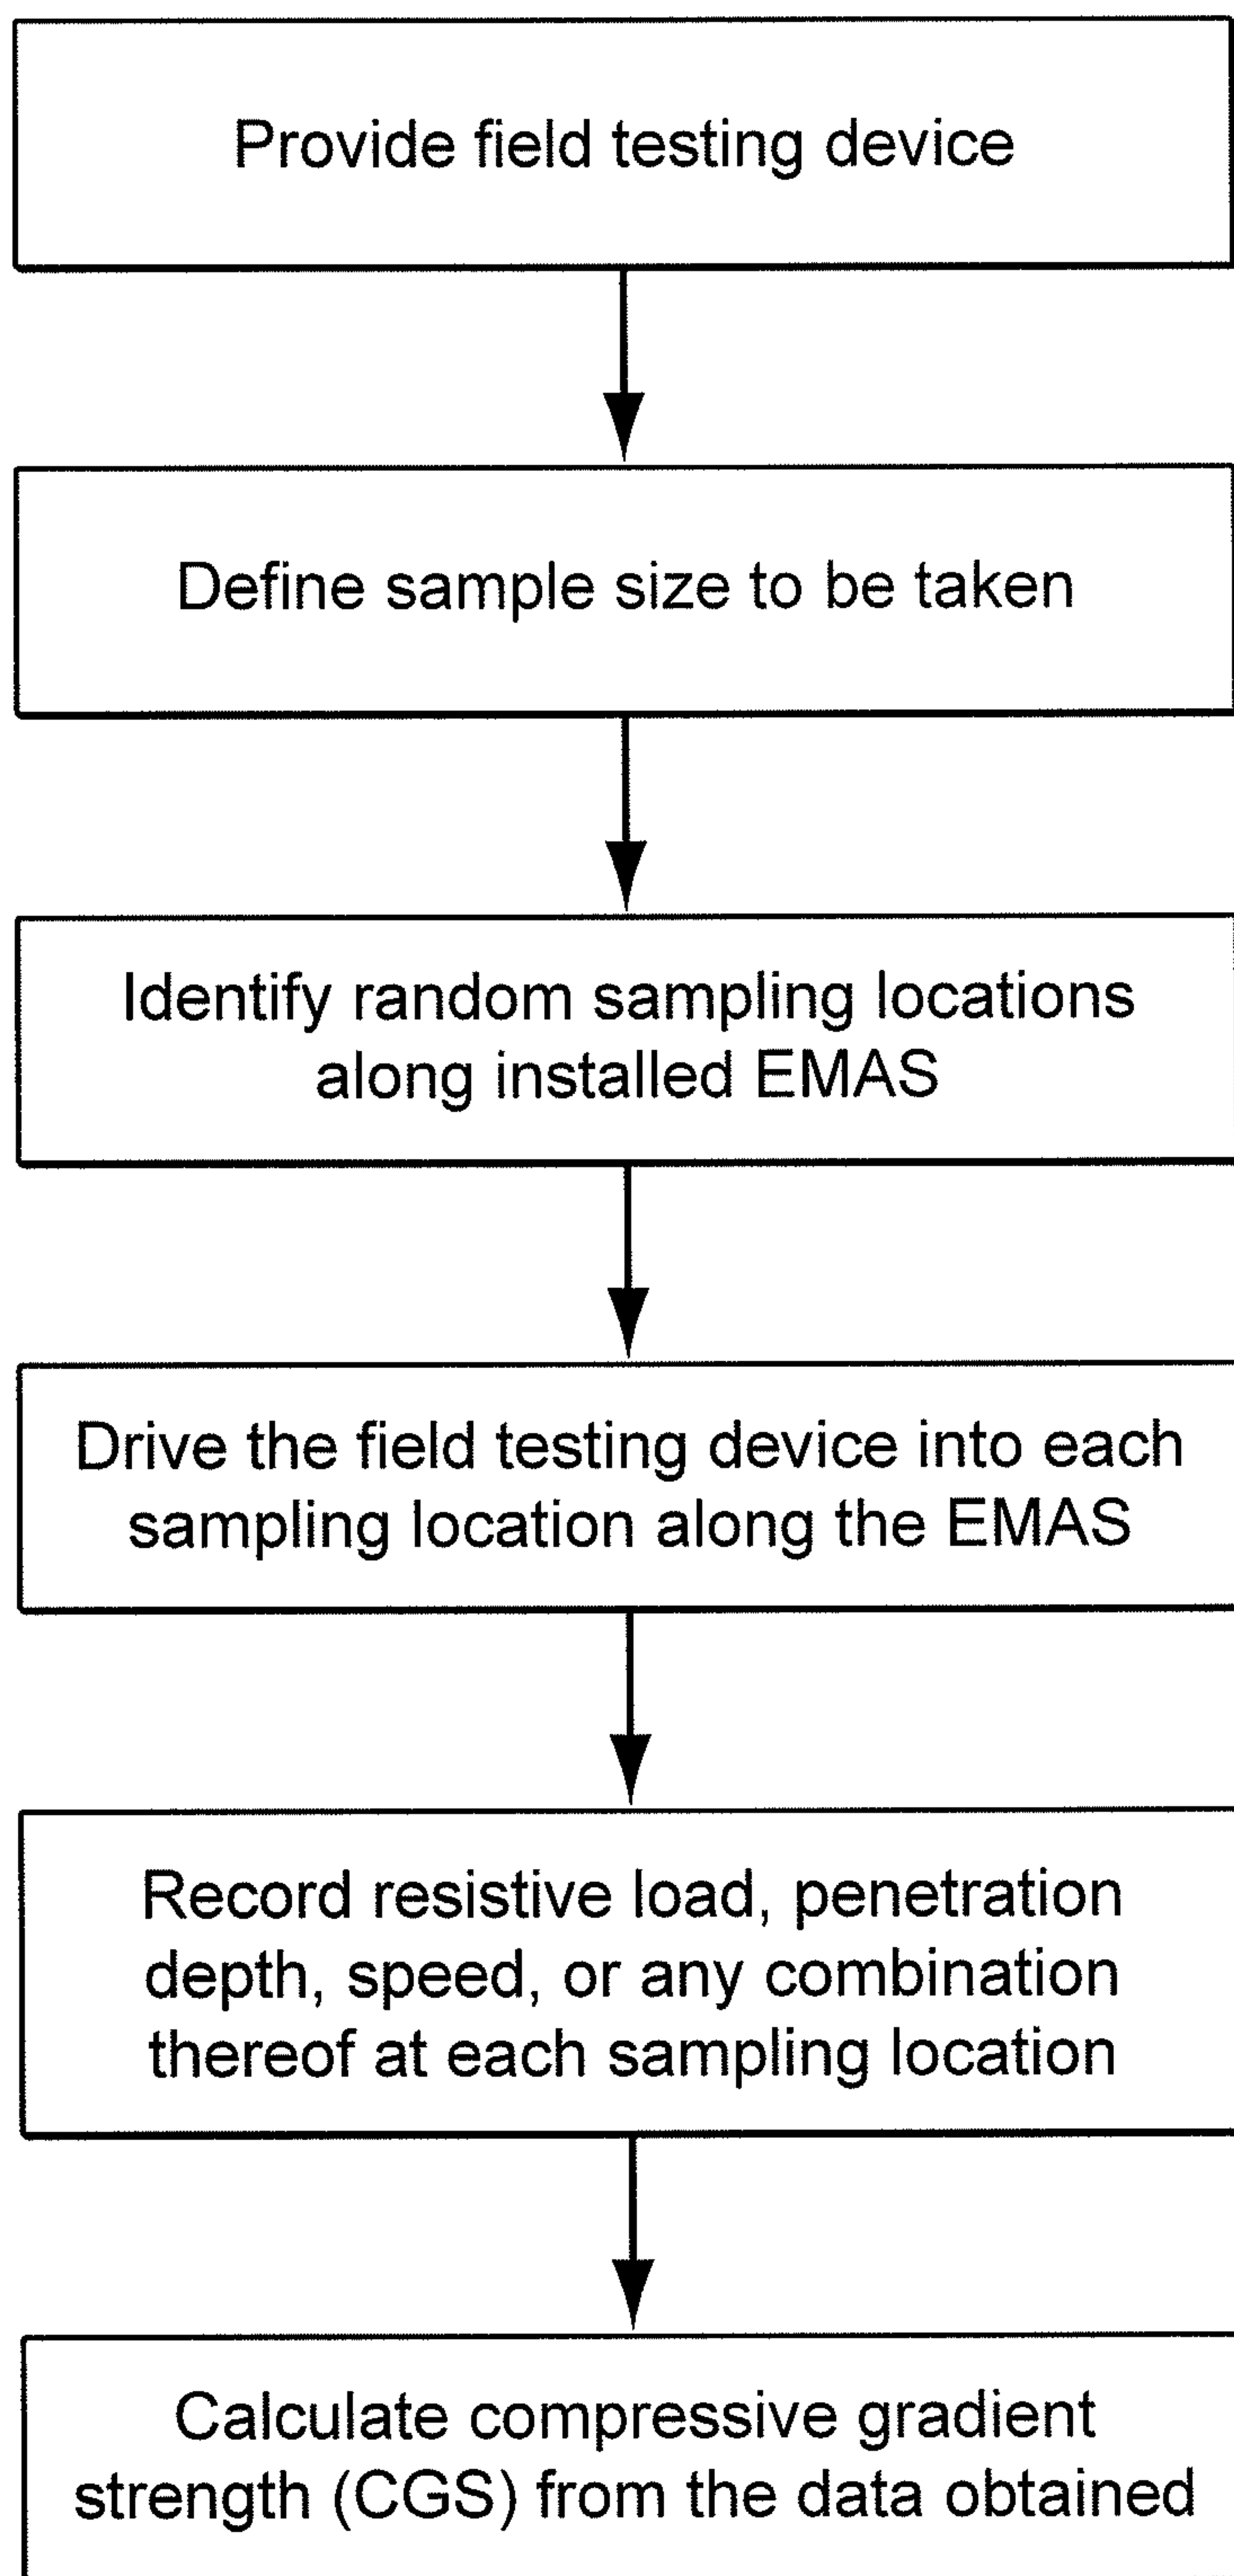 Provide field testing device
Define sample size to be taken
Identify random sampling locations
along installed EMAS
Drive the field testing device into each
sampling location along the EMAS
Record resistive load, penetration
depth, speed, or any combination
thereof at each sampling location
Calculate compressive gradient
strength (CGS) from the data obtained